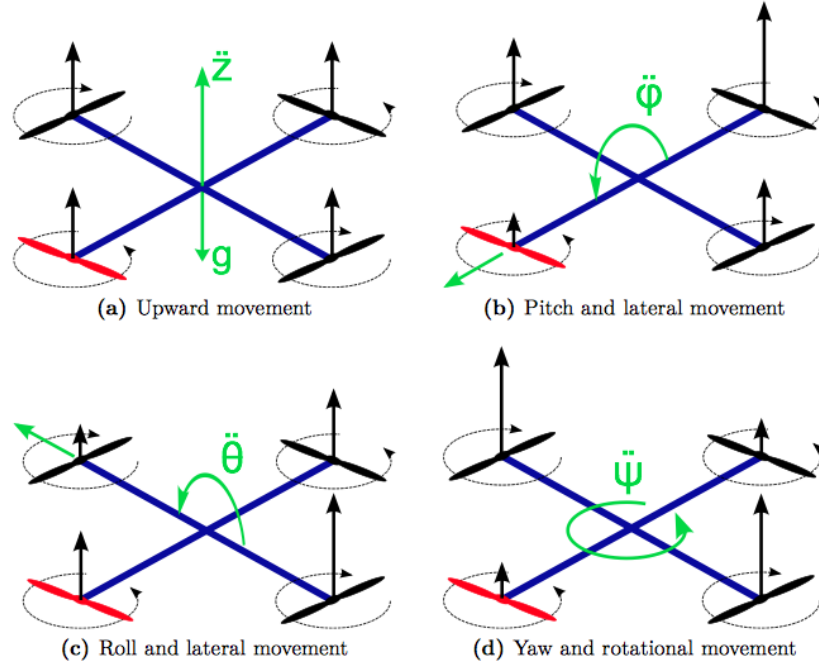 z̈
g
(a) Upward movement
φ̈
(b) Pitch and lateral movement
θ̈
(c) Roll and lateral movement
ψ̈
(d) Yaw and rotational movement